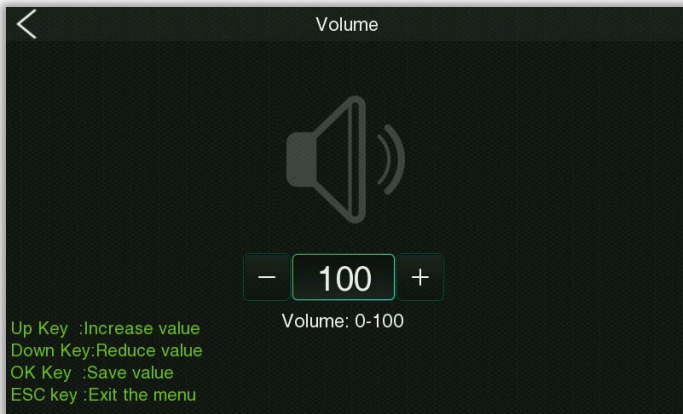 Volume
− 100 +
Volume: 0-100
Up Key :Increase value
Down Key:Reduce value
OK Key :Save value
ESC key :Exit the menu